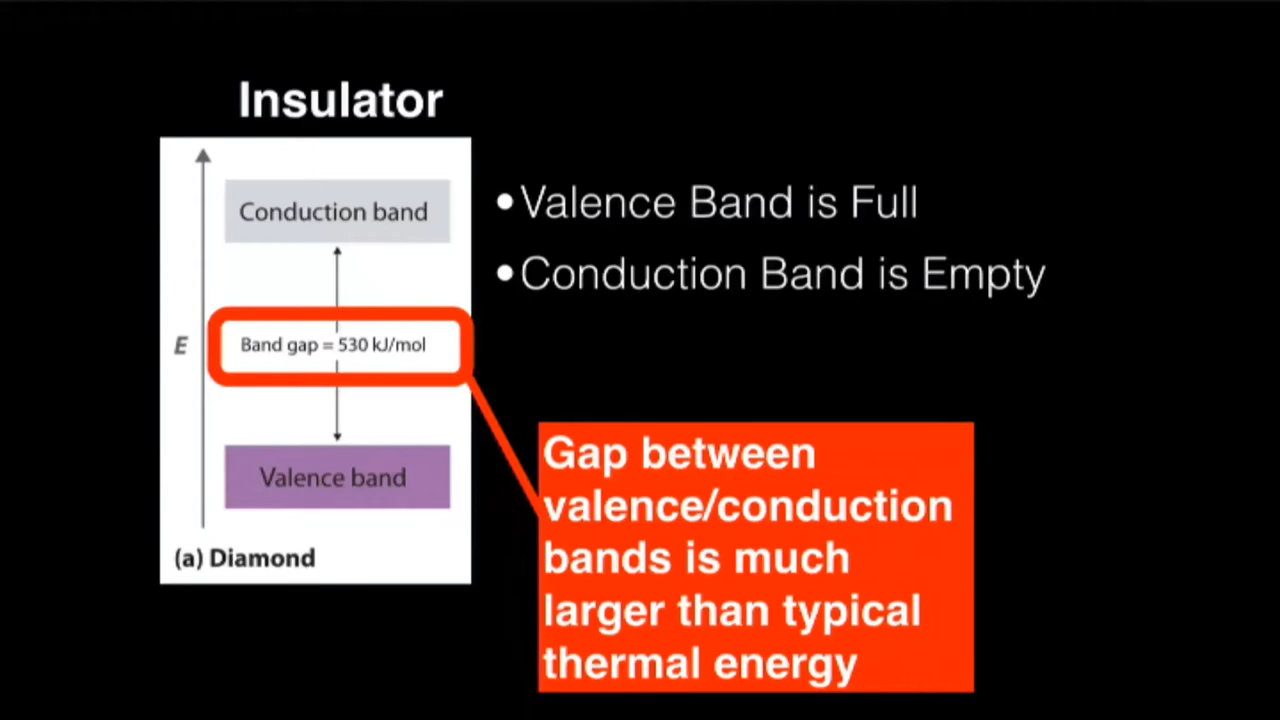 Insulator
Conduction band
E
Band gap = 530 kJ/mol
Valence band
(a) Diamond
•Valence Band is Full
•Conduction Band is Empty
Gap between
valence/conduction
bands is much
larger than typical
thermal energy